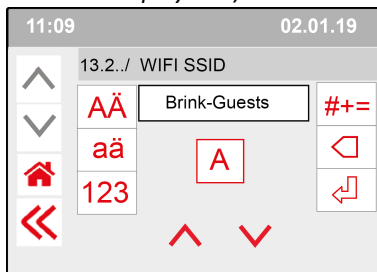 11:09 02.01.19
13.2../ WIFI SSID
AÄ Brink-Guests #+=
aä A
123